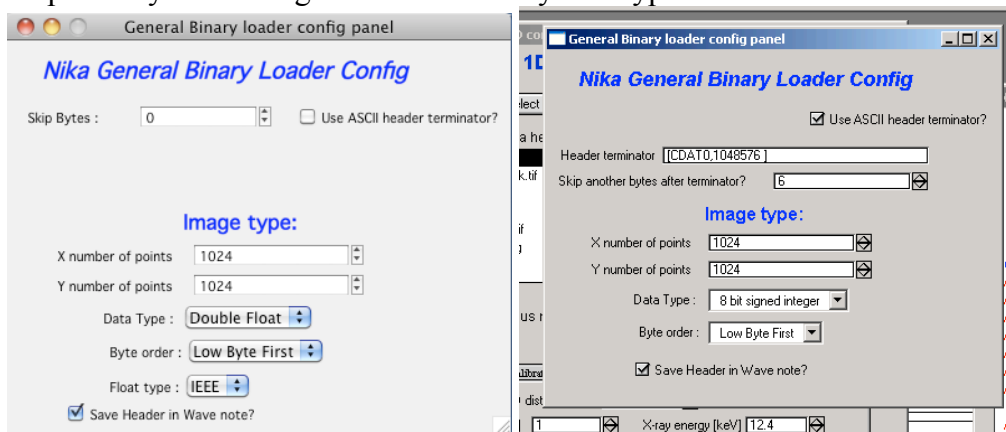 General Binary loader config panel
Nika General Binary Loader Config
Skip Bytes : 0 Use ASCII header terminator?
Image type:
X number of points 1024
Y number of points 1024
Data Type : Double Float
Byte order : Low Byte First
Float type : IEEE
Save Header in Wave note?
General Binary loader config panel
Nika General Binary Loader Config
Use ASCII header terminator?
Header terminator [[CDAT0,1048576 ]
Skip another bytes after terminator? 6
Image type:
X number of points 1024
Y number of points 1024
Data Type : 8 bit signed integer
Byte order : Low Byte First
Save Header in Wave note?
1 X-ray energy [keV] 12.4